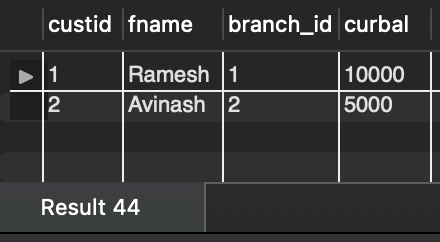 custid fname branch_id curbal
1 Ramesh 1 10000
2 Avinash 2 5000
Result 44